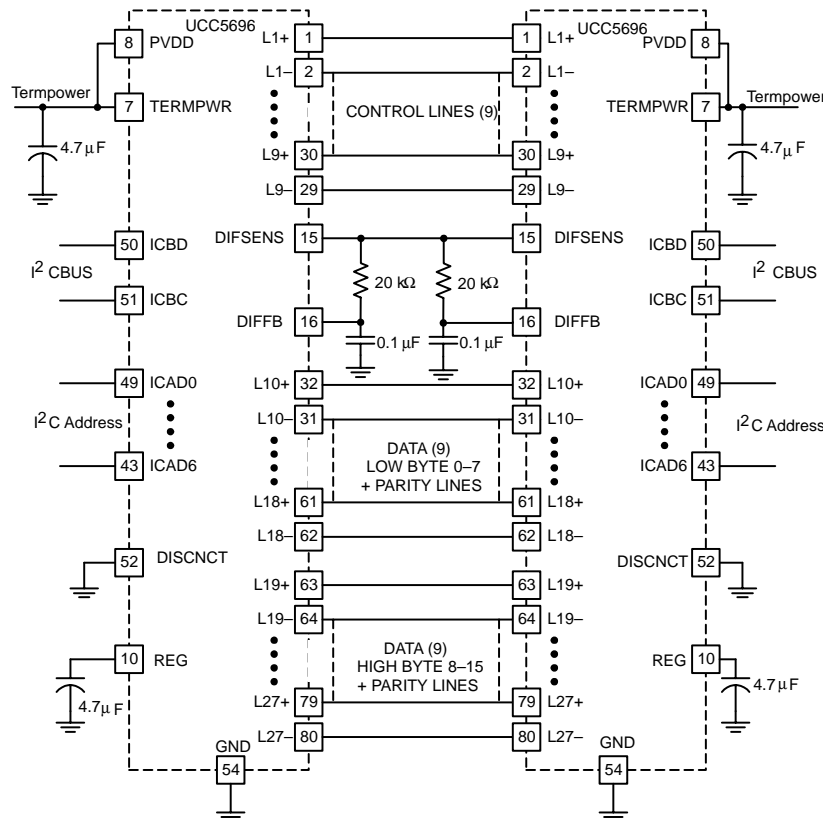 UCC5696
8 PVDD
Termpower
7 TERMPWR
4.7 μF
50 ICBD
I2 CBUS
51 ICBC
49 ICAD0
I2C Address
43 ICAD6
52 DISCNCT
10 REG
4.7 μF
GND
54
L1+ 1
L1– 2
L9+ 30
L9– 29
DIFSENS 15
DIFFB 16
L10+ 32
L10– 31
L18+ 61
L18– 62
L19+ 63
L19– 64
L27+ 79
L27– 80
CONTROL LINES (9)
20 kΩ
20 kΩ
0.1 μF
0.1 μF
DATA (9)
LOW BYTE 0–7
+ PARITY LINES
DATA (9)
HIGH BYTE 8–15
+ PARITY LINES
1 L1+
2 L1–
30 L9+
29 L9–
15 DIFSENS
16 DIFFB
32 L10+
31 L10–
61 L18+
62 L18–
63 L19+
64 L19–
79 L27+
80 L27–
UCC5696
PVDD 8
Termpower
TERMPWR 7
4.7μ F
ICBD 50
I2 CBUS
ICBC 51
ICAD0 49
I2C Address
ICAD6 43
DISCNCT 52
REG 10
4.7 μF
GND
54